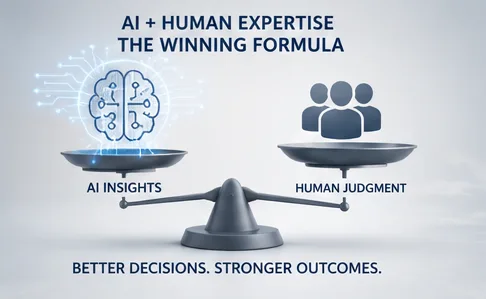 AI + HUMAN EXPERTISE
THE WINNING FORMULA
AI INSIGHTS
HUMAN JUDGMENT
BETTER DECISIONS. STRONGER OUTCOMES.